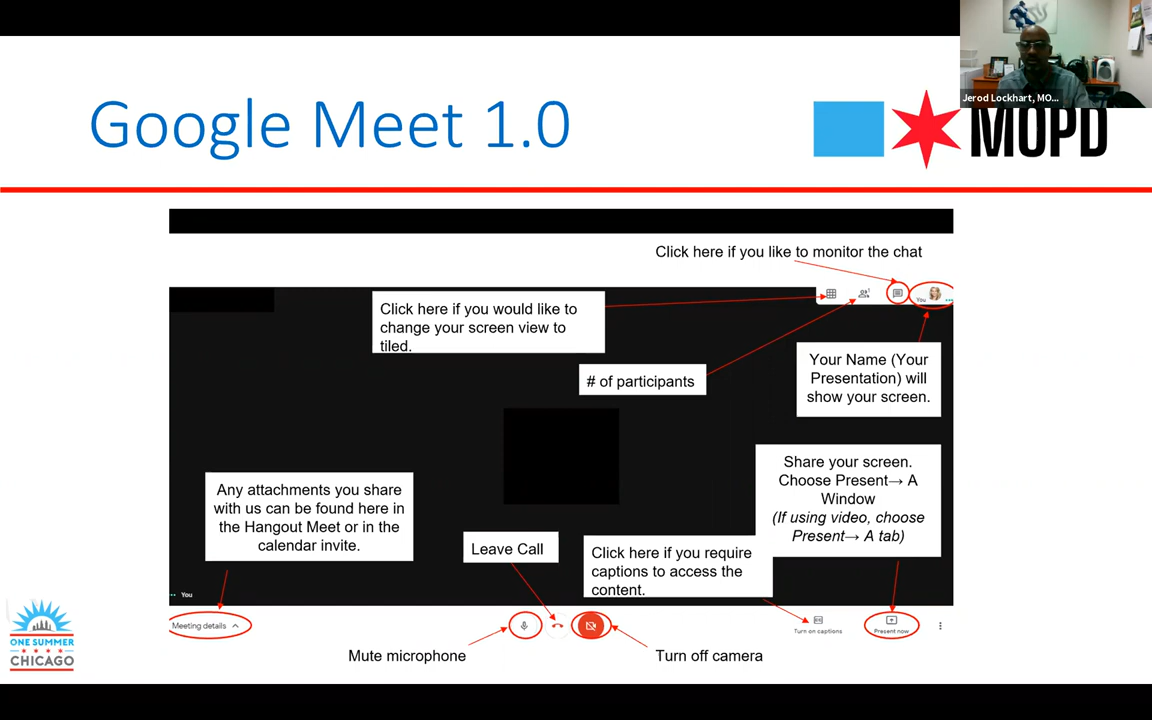 Jerod Lockhart, MO...
Google Meet 1.0
MOPD
Click here if you like to monitor the chat
Click here if you would like to
change your screen view to
tiled.
You
# of participants
Your Name (Your
Presentation) will
show your screen.
Share your screen.
Choose Present→ A
Window
(If using video, choose
Present→ A tab)
Any attachments you share
with us can be found here in
the Hangout Meet or in the
calendar invite.
Leave Call
Click here if you require
captions to access the
content.
You
Meeting details
Turn on captions
Present now
Mute microphone
Turn off camera
ONE SUMMER
CHICAGO